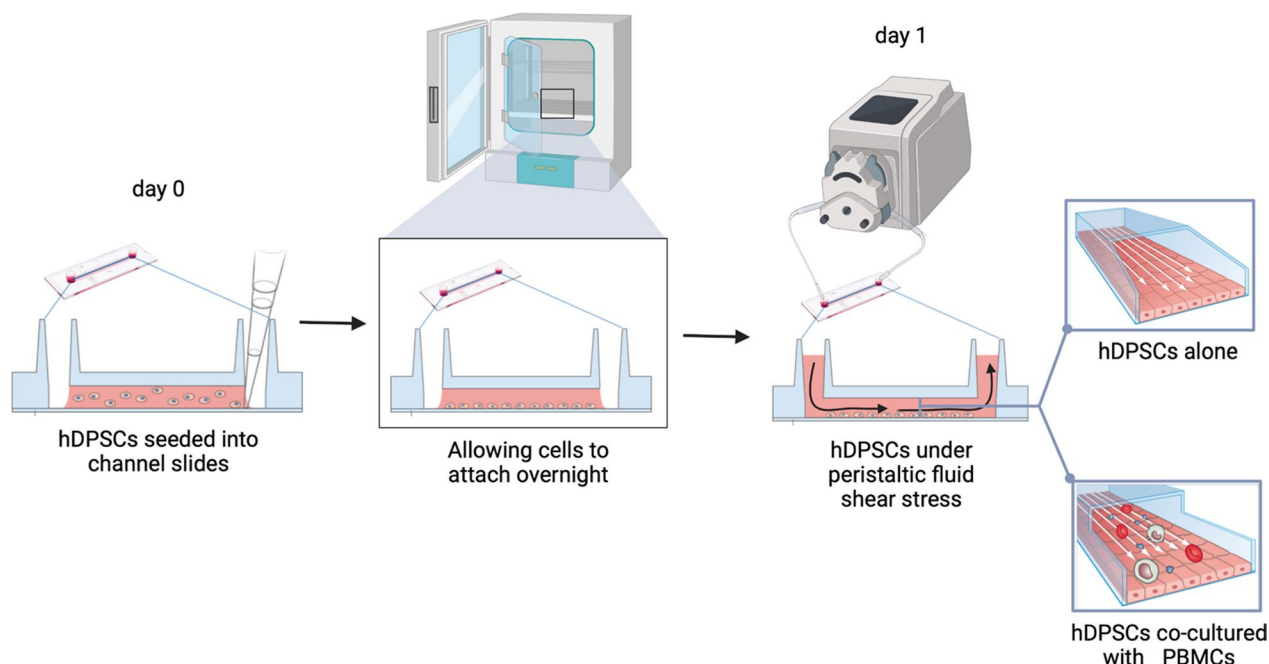 day 0
hDPSCs seeded into
channel slides
Allowing cells to
attach overnight
day 1
hDPSCs under
peristaltic fluid
shear stress
hDPSCs alone
hDPSCs co-cultured
with PBMCs